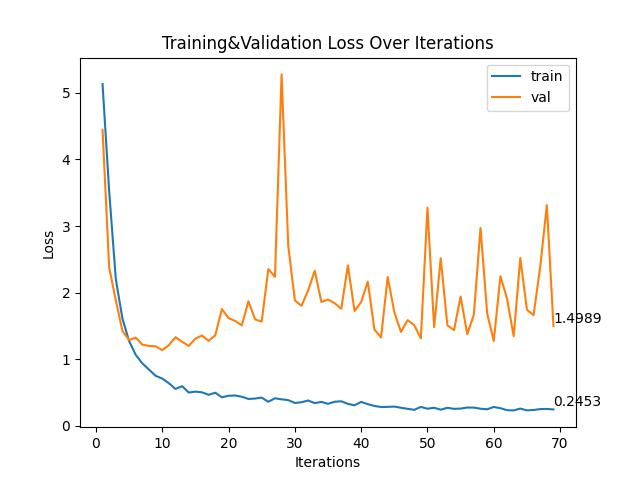 Training&Validation Loss Over Iterations
train
val
5
4
3
2
1
0
Loss
1.4989
0.2453
0 10 20 30 40 50 60 70
Iterations